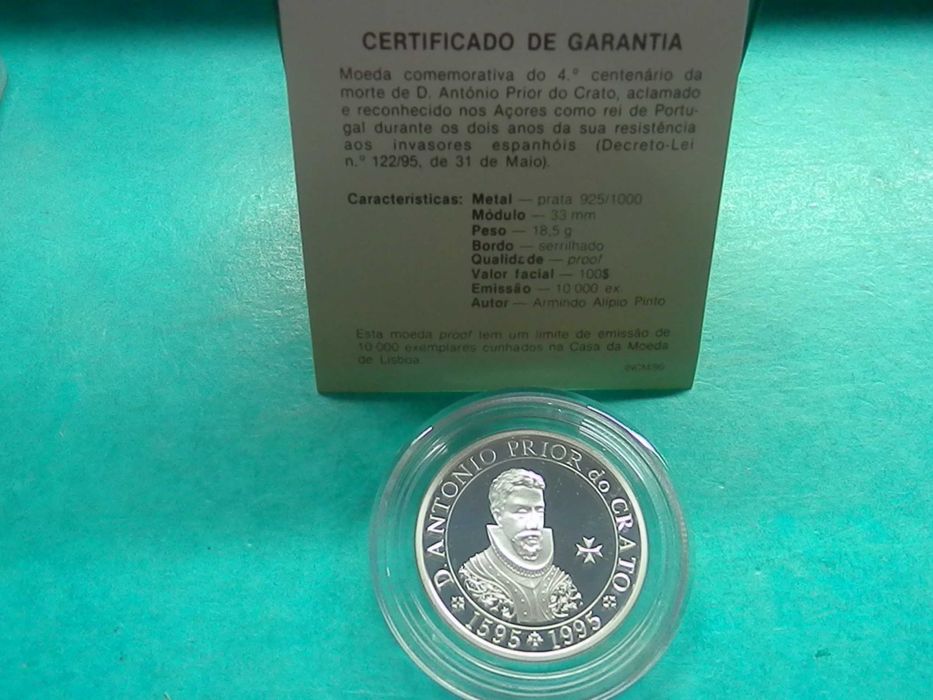 CERTIFICADO DE GARANTIA
Moeda comemorativa do 4.º centenário da
morte de D. António Prior do Crato, aclamado
e reconhecido nos Açores como rei de Portu-
gal durante os dois anos da sua resistência
aos invasores espanhóis (Decreto-Lei
n.º 122/95, de 31 de Maio).
Características: Metal — prata 925/1000
Módulo — 33 mm
Peso — 18,5 g
Bordo — serrilhado
Qualidade — proof
Valor facial — 100$
Emissão — 10 000 ex.
Autor — Armindo Alípio Pinto
Esta moeda proof tem um limite de emissão de
10 000 exemplares cunhados na Casa da Moeda
de Lisboa.
D. ANTONIO PRIOR do CRATO
1595 1995